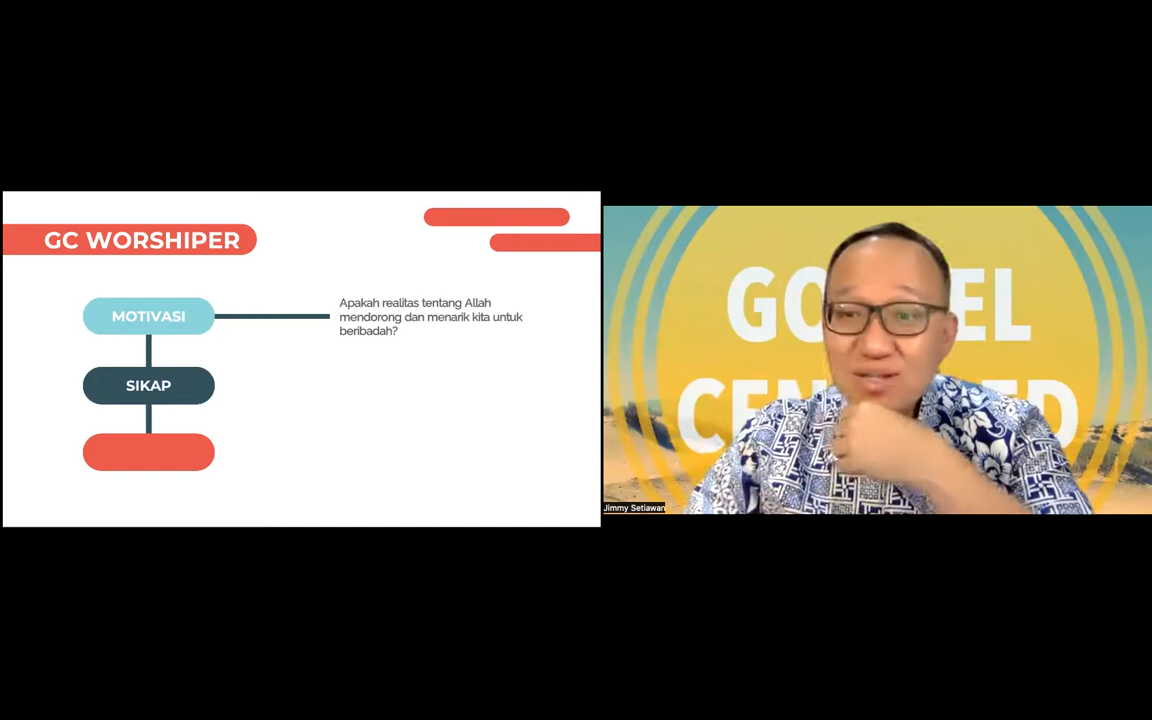 GC WORSHIPER
MOTIVASI
Apakah realitas tentang Allah
mendorong dan menarik kita untuk
beribadah?
SIKAP
Jimmy Setiawan